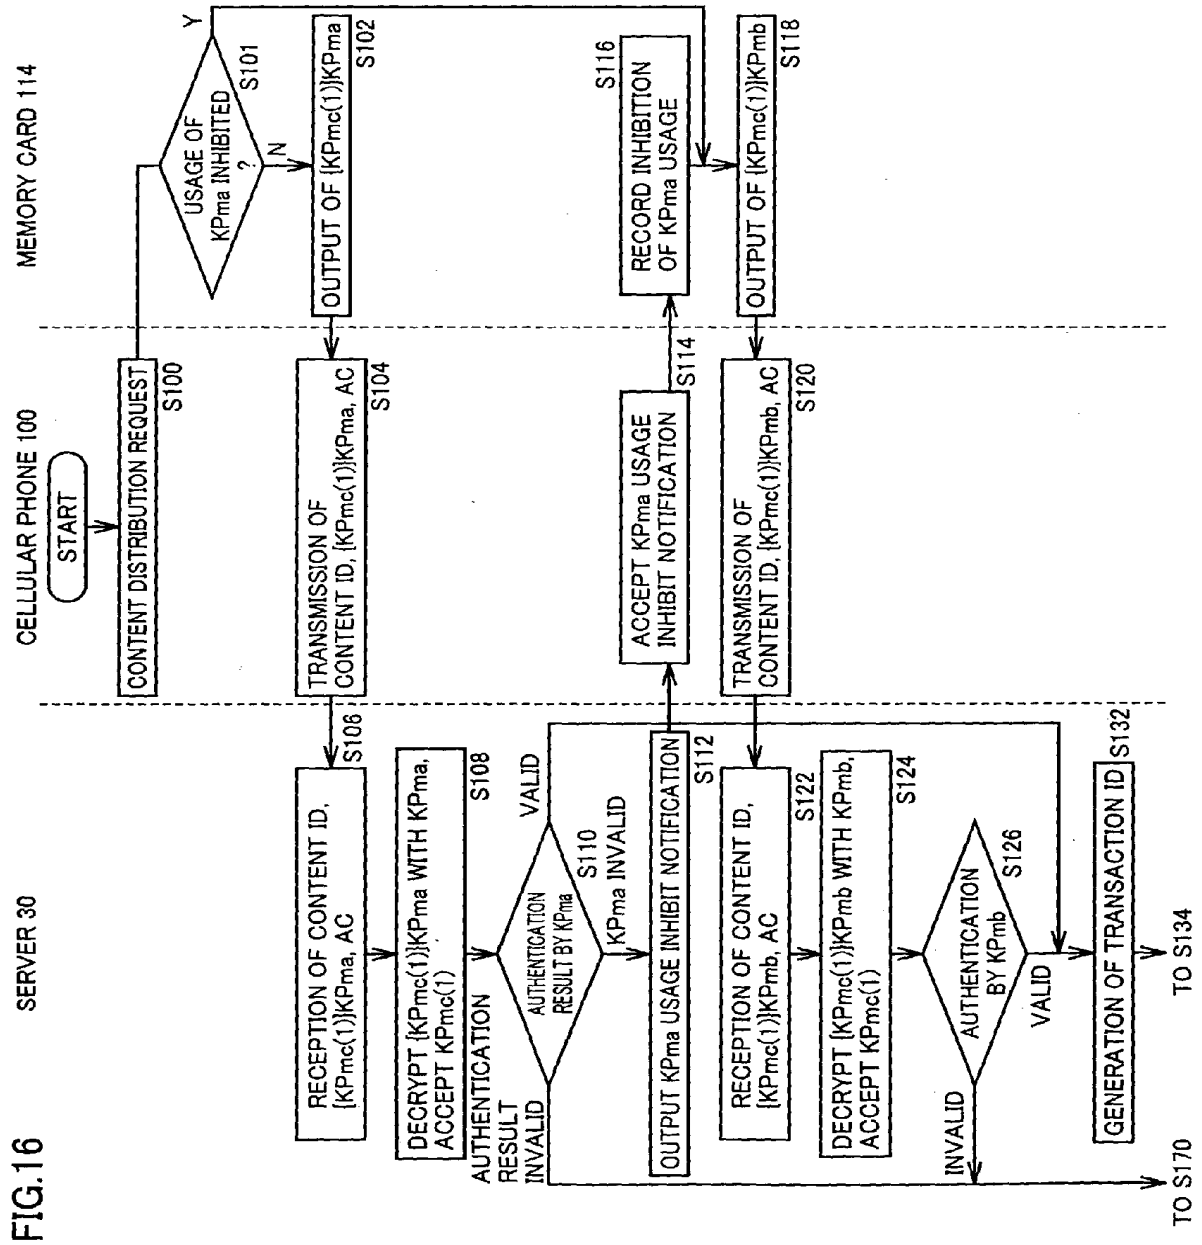 FIG.16
SERVER 30
CELLULAR PHONE 100
MEMORY CARD 114
START
CONTENT DISTRIBUTION REQUEST
S100
USAGE OF
KPma INHIBITED
?
S101
Y
N
OUTPUT OF {KPmc(1)}KPma
S102
TRANSMISSION OF
CONTENT ID, {KPmc(1)}KPma, AC
S104
RECEPTION OF CONTENT ID,
{KPmc(1)}KPma, AC
S106
DECRYPT {KPmc(1)}KPma WITH KPma,
ACCEPT KPmc(1)
S108
AUTHENTICATION
RESULT
INVALID
AUTHENTICATION
RESULT BY KPma
S110
VALID
KPma INVALID
OUTPUT KPma USAGE INHIBIT NOTIFICATION
S112
ACCEPT KPma USAGE
INHIBIT NOTIFICATION
S114
RECORD INHIBITION
OF KPma USAGE
S116
OUTPUT OF {KPmc(1)}KPmb
S118
TRANSMISSION OF
CONTENT ID, {KPmc(1)}KPmb, AC
S120
RECEPTION OF CONTENT ID,
{KPmc(1)}KPmb, AC
S122
DECRYPT {KPmc(1)}KPmb WITH KPmb,
ACCEPT KPmc(1)
S124
AUTHENTICATION
BY KPmb
S126
INVALID
VALID
GENERATION OF TRANSACTION ID
S132
TO S170
TO S134